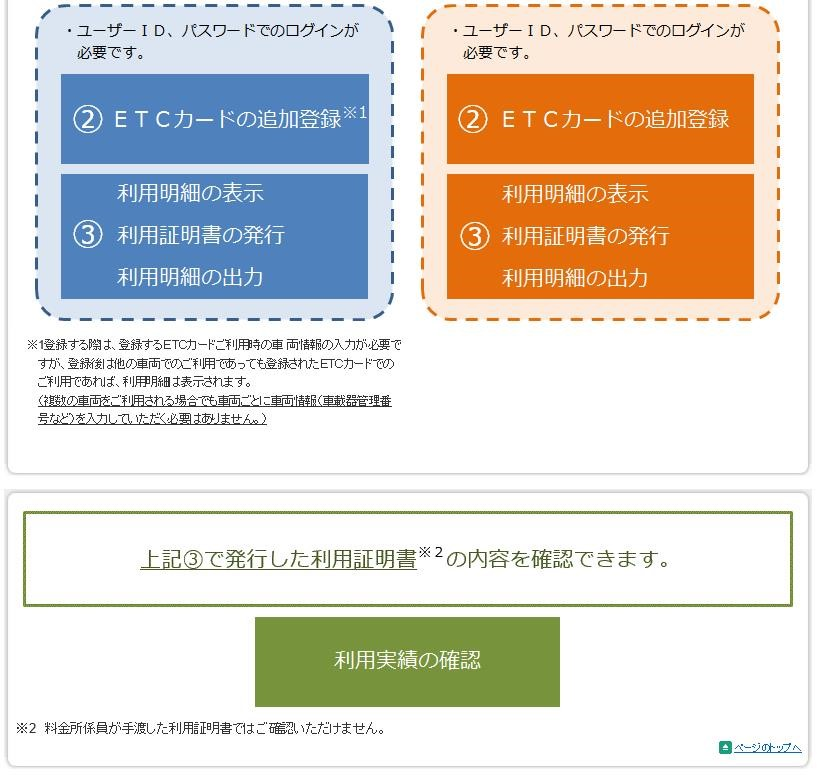 ・ユーザーＩＤ、パスワードでのログインが
必要です。
② ＥＴＣカードの追加登録※1
利用明細の表示
③ 利用証明書の発行
利用明細の出力
・ユーザーＩＤ、パスワードでのログインが
必要です。
② ＥＴＣカードの追加登録
利用明細の表示
③ 利用証明書の発行
利用明細の出力
※1登録する際は、登録するETCカードご利用時の車両情報の入力が必要で
すが、登録後は他の車両でのご利用であっても登録されたETCカードでの
ご利用であれば、利用明細は表示されます。
（複数の車両をご利用される場合でも車両ごとに車両情報（車載器管理番
号など）を入力していただく必要はありません。）
上記③で発行した利用証明書※２の内容を確認できます。
利用実績の確認
※2 料金所係員が手渡した利用証明書ではご確認いただけません。
ページのトップへ